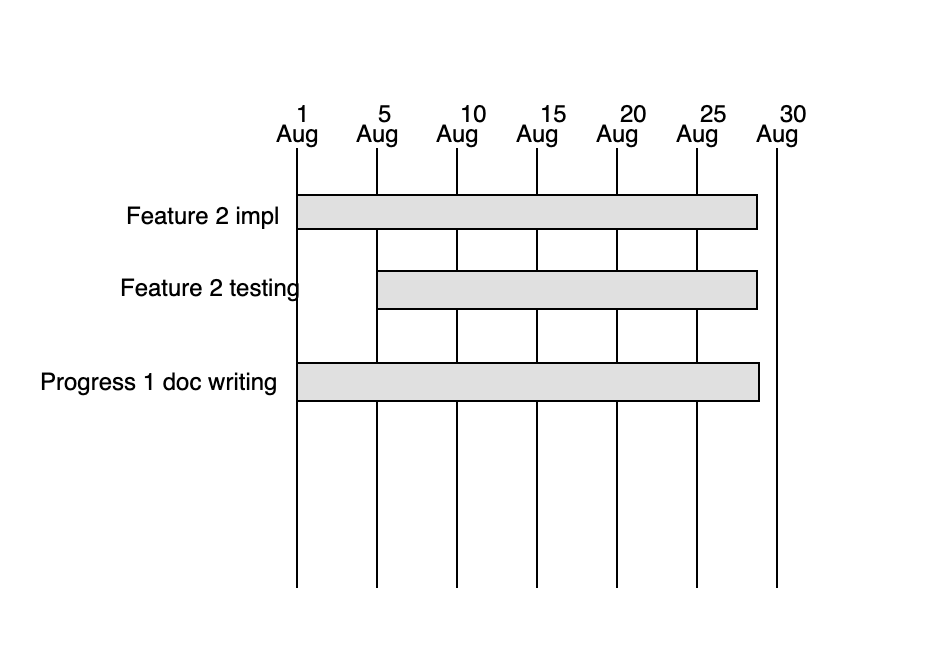 1 5 10 15 20 25 30
Aug Aug Aug Aug Aug Aug Aug
Feature 2 impl
Feature 2 testing
Progress 1 doc writing